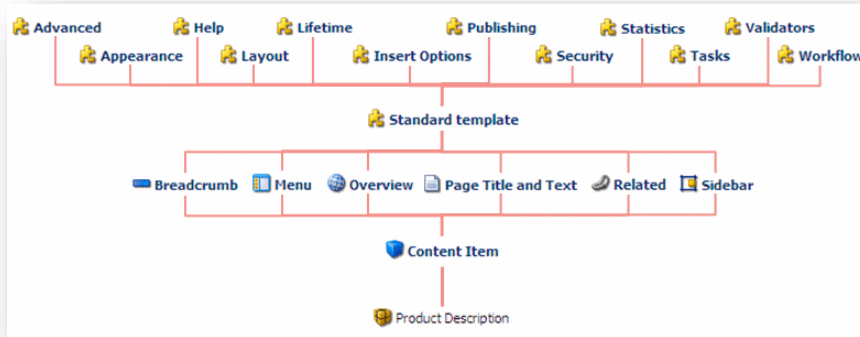 Advanced Help Lifetime Publishing Statistics Validators
Appearance Layout Insert Options Security Tasks Workflow
Standard template
Breadcrumb Menu Overview Page Title and Text Related Sidebar
Content Item
Product Description